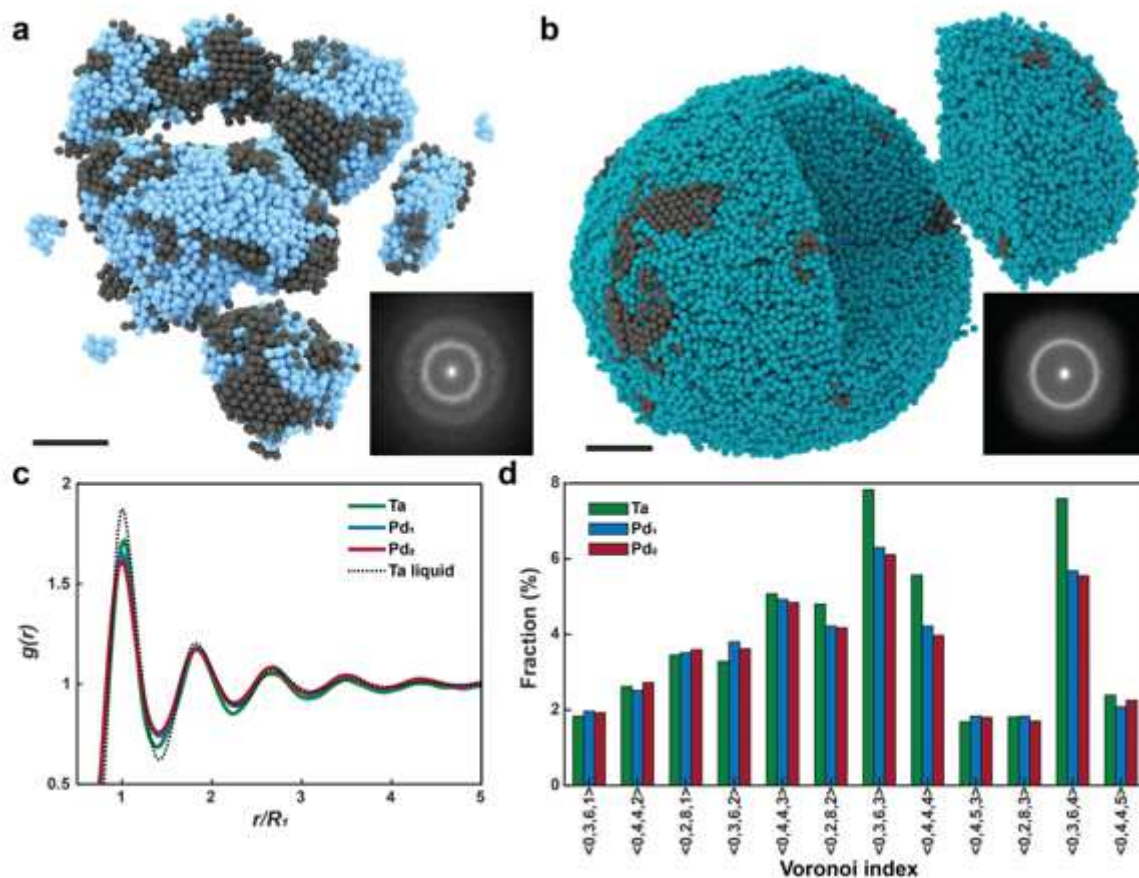 a
b
c
2
1.5
1
0.5
1
2
3
4
5
g(r)
r/R₁
Ta
Pd₁
Pd₂
Ta liquid
d
8
6
4
2
0
Fraction (%)
Ta
Pd₁
Pd₂
<0,3,6,1>
<0,4,4,2>
<0,2,8,1>
<0,3,6,2>
<0,4,4,3>
<0,2,8,2>
<0,3,6,3>
<0,4,4,4>
<0,4,5,3>
<0,2,8,3>
<0,3,6,4>
<0,4,4,5>
Voronoi index